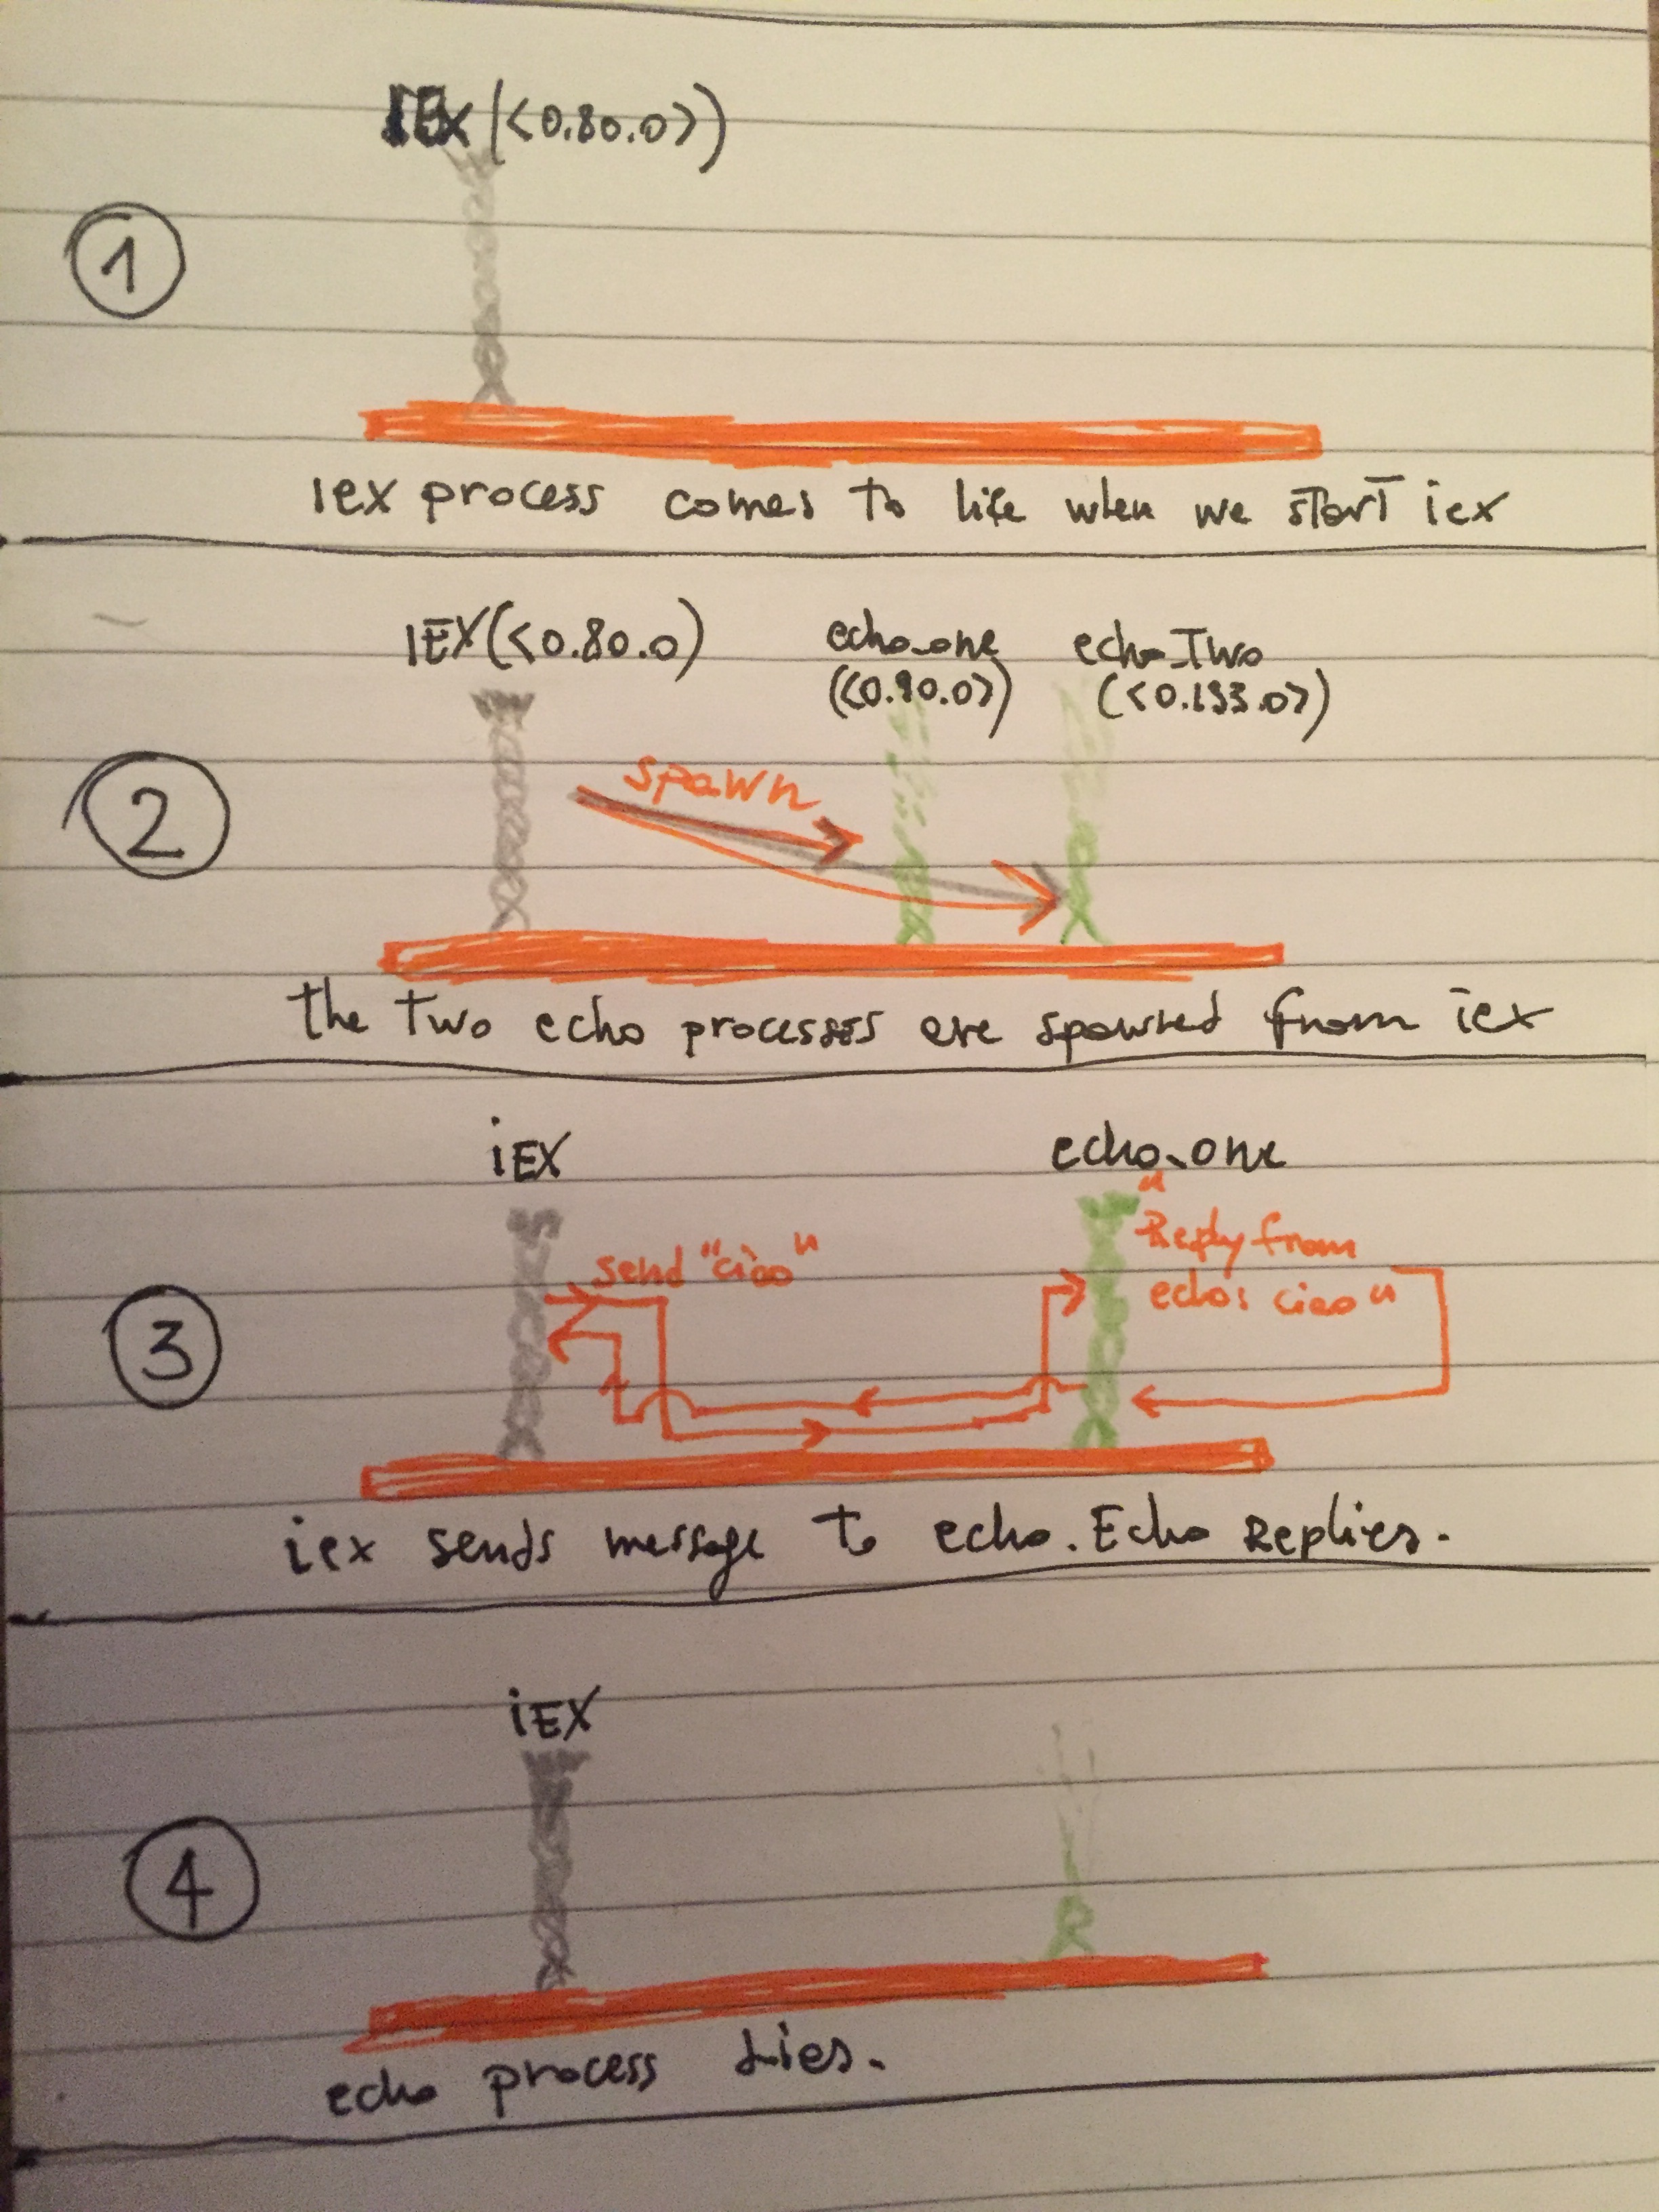 IEX (<0.80.0>)
1
iex process comes to life when we start iex
IEX(<0.80.0)
echo_one
(<0.90.0>)
echo_Two
(<0.133.0>)
spawn
2
the two echo processes are spawned from iex
iEX
echo_one
send "ciao"
"Reply from
echo: ciao"
3
iex sends message to echo. Echo Replies.
iEX
4
echo process dies.